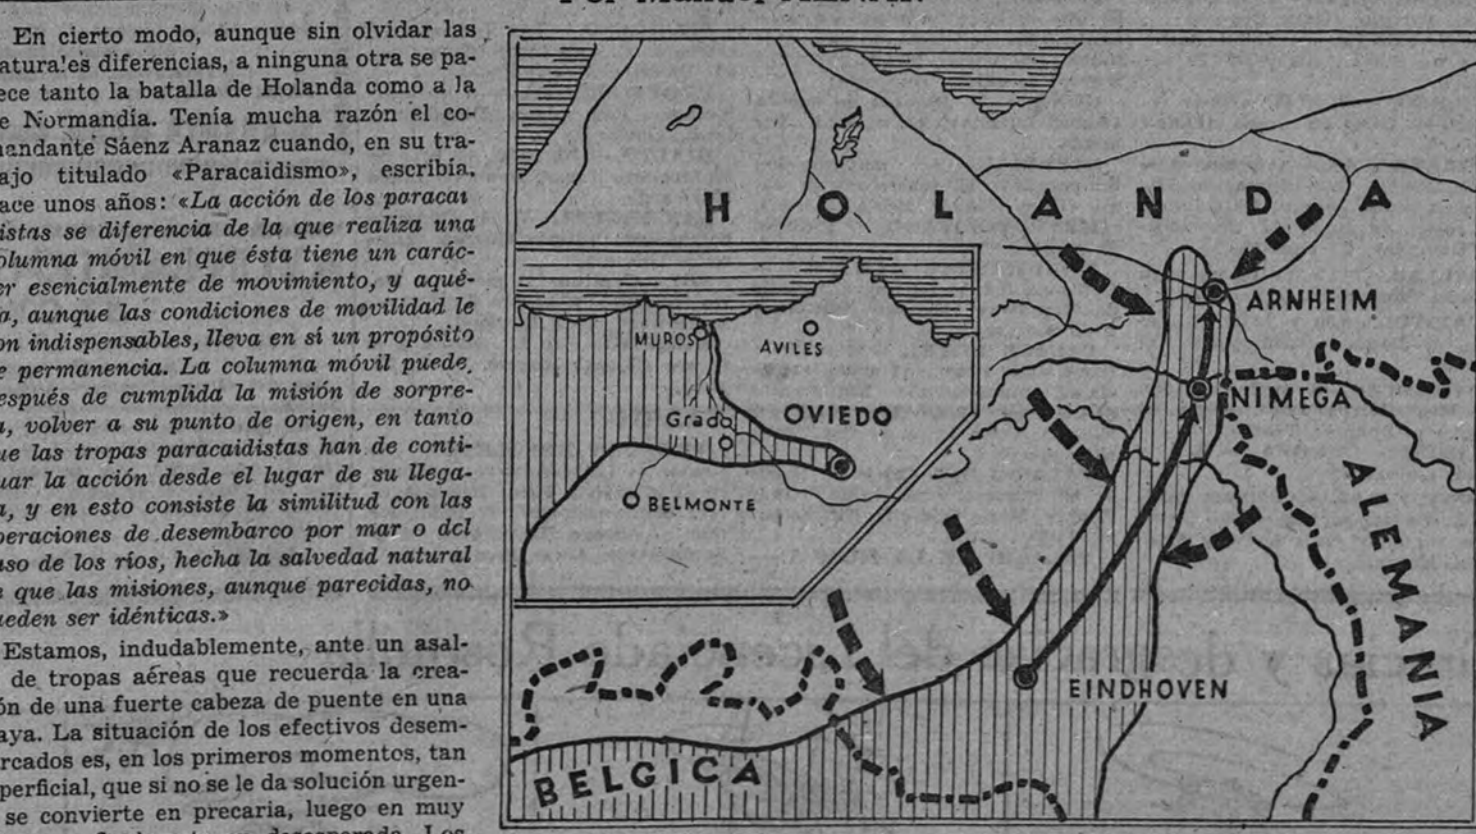 En cierto modo, aunque sin olvidar las
atura!es diferencias, a ninguna otra se pa-
ece tanto la batalla de Holanda como a la
e Normandía. Tenía mucha razón el co-
andante Sáenz Aranaz cuando, en su tra-
ajo titulado «Paracaidismo», escribía,
ace unos años: «La acción de los paracai
istas se diferencia de la que realiza una
olumna móvil en que ésta tiene un carác-
er esencialmente de movimiento, y aqué-
a, aunque las condiciones de movilidad le
on indispensables, lleva en sí un propósito
e permanencia. La columna móvil puede,
espués de cumplida la misión de sorpre-
a, volver a su punto de origen, en tanto
ue las tropas paracaidistas han de conti-
uar la acción desde el lugar de su llega-
a, y en esto consiste la similitud con las
peraciones de desembarco por mar o del
aso de los ríos, hecha la salvedad natural
e que las misiones, aunque parecidas, no
ueden ser idénticas.»
Estamos, indudablemente, ante un asal-
de tropas aéreas que recuerda la crea-
ón de una fuerte cabeza de puente en una
aya. La situación de los efectivos desem-
rcados es, en los primeros momentos, tan
perficial, que si no se le da solución urgen-
se convierte en precaria, luego en muy
HOLANDA
ARNHEIM
NIMEGA
ALEMANIA
EINDHOVEN
BELGICA
MUROS
AVILES
Grado
OVIEDO
BELMONTE